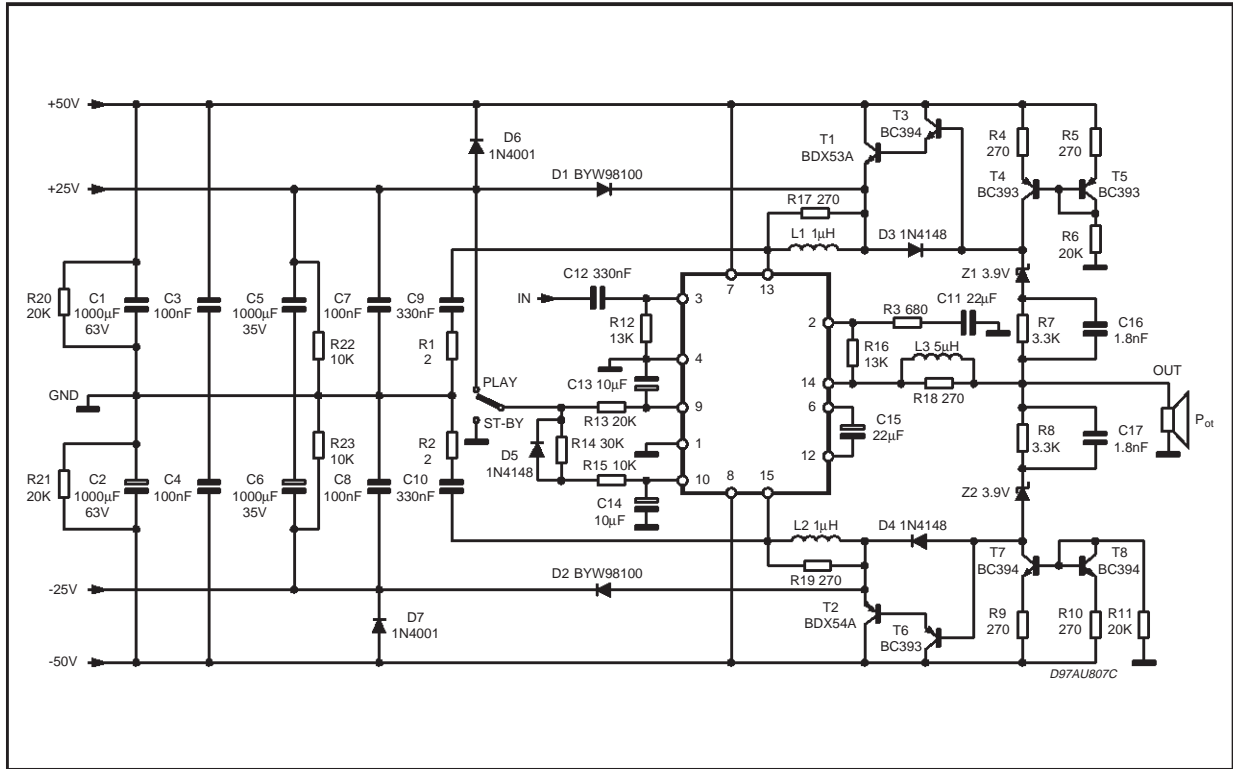 +50V
T3
BC394
D6
1N4001
T1
BDX53A
R4
270
R5
270
+25V
D1 BYW98100
T4
BC393
T5
BC393
R17 270
L1 1μH
D3 1N4148
R6
20K
Z1 3.9V
R20
20K
C1
1000μF
63V
C3
100nF
C5
1000μF
35V
C7
100nF
C9
330nF
C12 330nF
IN
7
13
3
R12
13K
2
R3 680
C11 22μF
R7
3.3K
C16
1.8nF
R22
10K
R1
2
R16
13K
L3 5μH
4
C13 10μF
14
R18 270
OUT
GND
PLAY
ST-BY
R13 20K
9
6
C15
22μF
12
Pot
R21
20K
C2
1000μF
63V
C4
100nF
R23
10K
C6
1000μF
35V
C8
100nF
R2
2
C10
330nF
D5
1N4148
R14 30K
R15 10K
1
10
8
15
C14
10μF
R8
3.3K
C17
1.8nF
Z2 3.9V
L2 1μH
D4 1N4148
R19 270
T7
BC394
T8
BC394
-25V
D2 BYW98100
D7
1N4001
T2
BDX54A
T6
BC393
R9
270
R10
270
R11
20K
-50V
D97AU807C